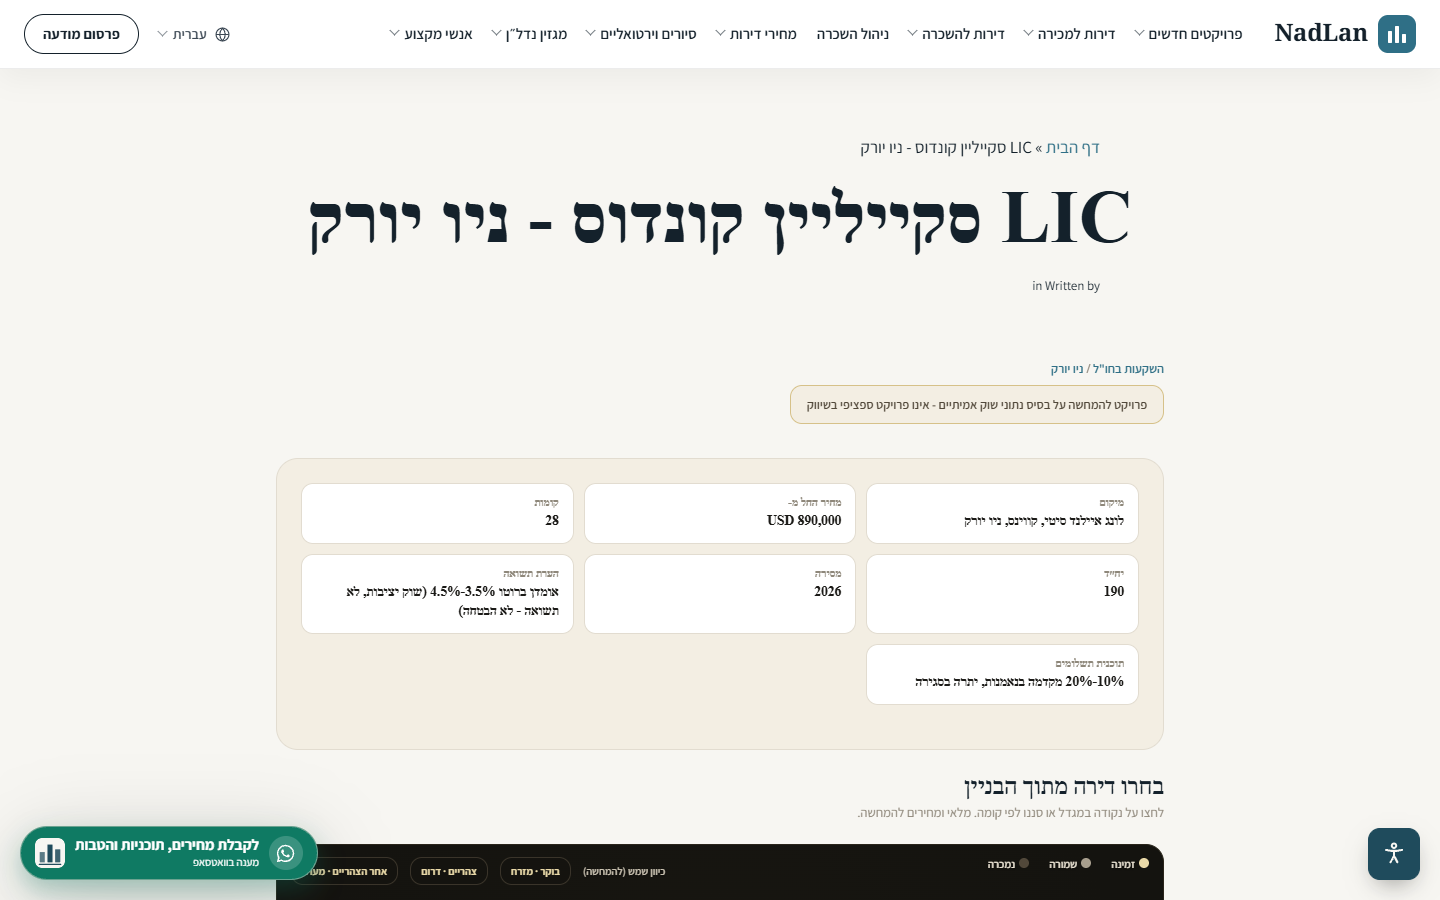 NadLan
פרויקטים חדשים
דירות למכירה
דירות להשכרה
ניהול השכרה
מחירי דירות
סיורים וירטואליים
מגזין נדל״ן
אנשי מקצוע
עברית
פרסום מודעה
דף הבית » LIC סקייליין קונדוס - ניו יורק
LIC סקייליין קונדוס - ניו יורק
in Written by
השקעות בחו"ל / ניו יורק
פרויקט להמחשה על בסיס נתוני שוק אמיתיים - אינו פרויקט ספציפי בשיווק
מיקום
לונג איילנד סיטי, קווינס, ניו יורק
מחיר החל מ-
USD 890,000
קומות
28
יח״ד
190
מסירה
2026
הערת תשואה
אומדן ברוטו 3.5%-4.5% (שוק יציבות, לא
תשואה - לא הבטחה)
תוכנית תשלומים
10%-20% מקדמה בנאמנות, יתרה בסגירה
בחרו דירה מתוך הבניין
לחצו על נקודה במגדל או סננו לפי קומה. מלאי ומחירים להמחשה.
זמינה
שמורה
נמכרה
כיוון שמש (להמחשה)
בוקר · מזרח
צהריים · דרום
אחר הצהריים · מער
לקבלת מחירים, תוכניות והטבות
מענה בוואטסאפ